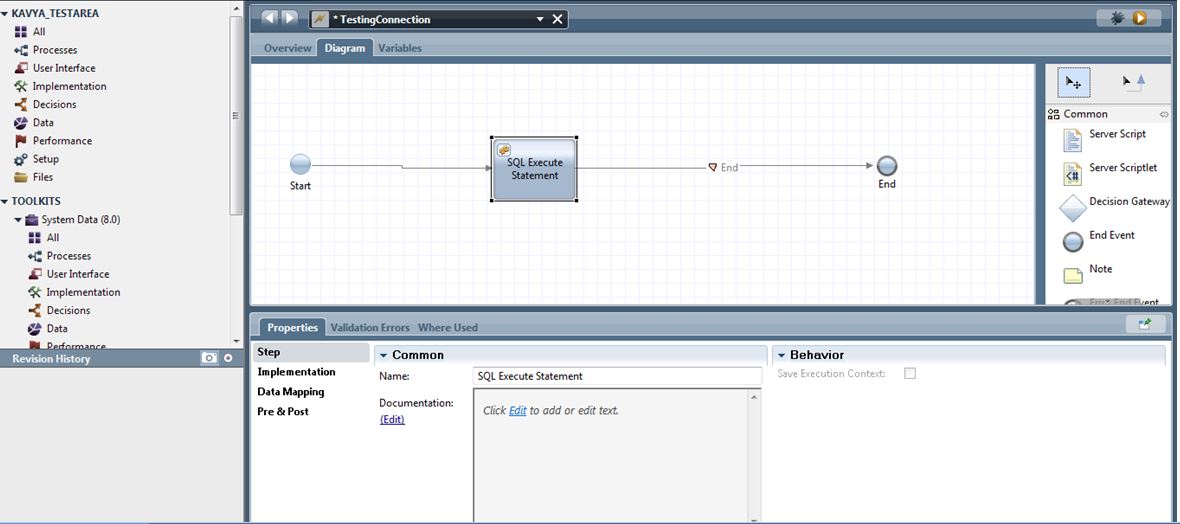 KAVYA_TESTAREA
All
Processes
User Interface
Implementation
Decisions
Data
Performance
Setup
Files
TOOLKITS
System Data (8.0)
All
Processes
User Interface
Implementation
Decisions
Data
Performance
Revision History
* TestingConnection
Overview
Diagram
Variables
Start
SQL Execute
Statement
End
End
Common
Server Script
Server Scriptlet
Decision Gateway
End Event
Note
Error End Event
Properties
Validation Errors
Where Used
Step
Implementation
Data Mapping
Pre & Post
Common
Name:
SQL Execute Statement
Documentation:
(Edit)
Click Edit to add or edit text.
Behavior
Save Execution Context: